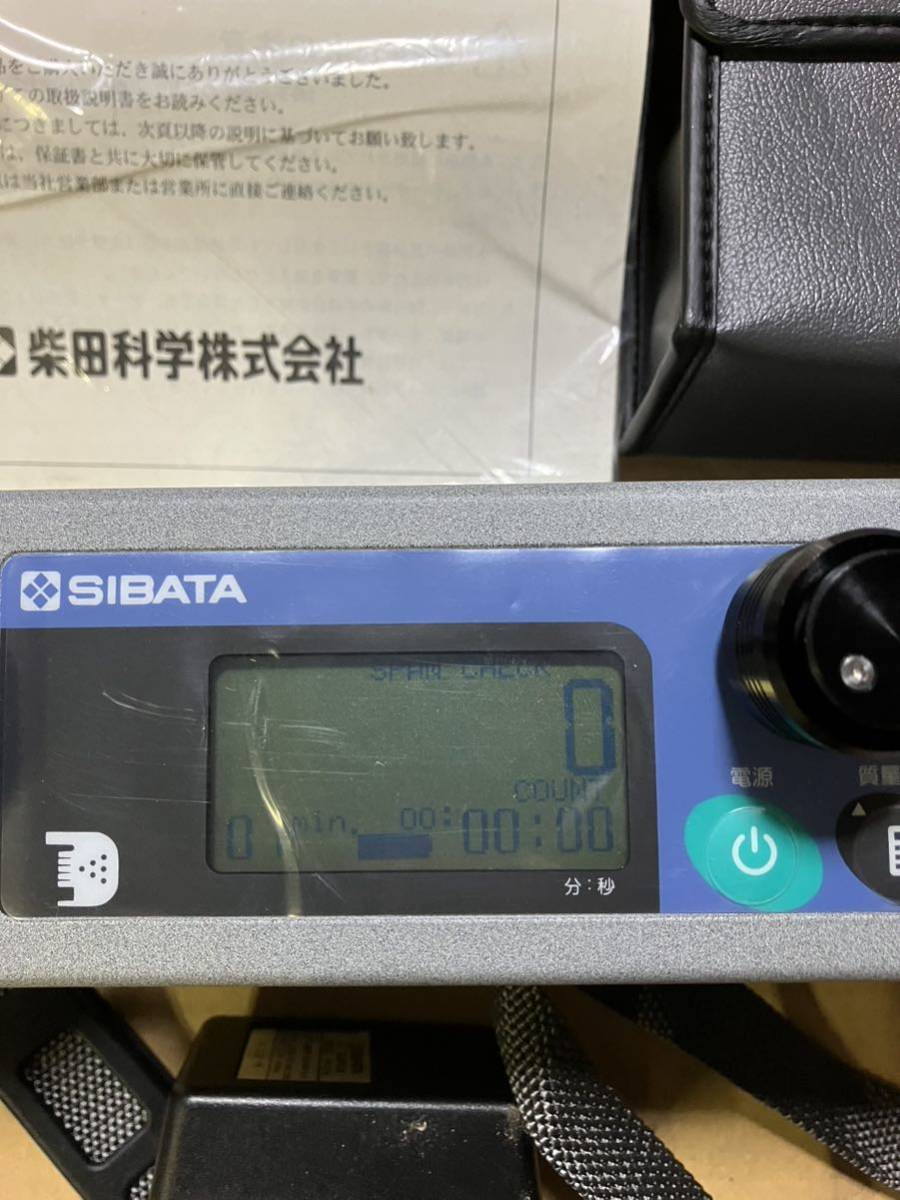 品をご購入いただき誠にありがとうございました。
この取扱説明書をお読みください。
につきましては、次頁以降の説明に基づいてお願い致します。
は、保証書と共に大切に保管してください。
は当社営業部または営業所に直接ご連絡ください。
柴田科学株式会社
SIBATA
SPAN CHECK
0
COUNT
01min. 00:00:00
分:秒
電源
質量